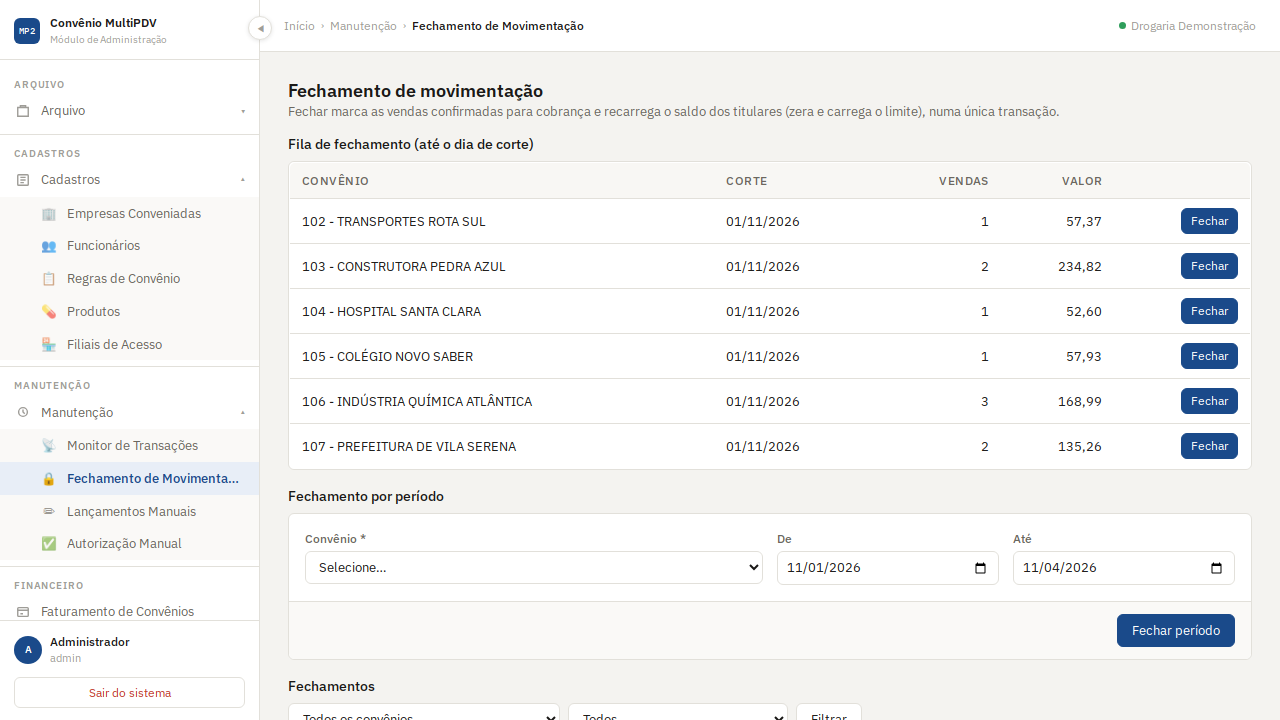 MP2
Convênio MultiPDV
Módulo de Administração
ARQUIVO
Arquivo
CADASTROS
Cadastros
Empresas Conveniadas
Funcionários
Regras de Convênio
Produtos
Filiais de Acesso
MANUTENÇÃO
Manutenção
Monitor de Transações
Fechamento de Movimenta...
Lançamentos Manuais
Autorização Manual
FINANCEIRO
Faturamento de Convênios
A
Administrador
admin
Sair do sistema
Início › Manutenção › Fechamento de Movimentação
Drogaria Demonstração
Fechamento de movimentação
Fechar marca as vendas confirmadas para cobrança e recarrega o saldo dos titulares (zera e carrega o limite), numa única transação.
Fila de fechamento (até o dia de corte)
CONVÊNIO CORTE VENDAS VALOR
102 - TRANSPORTES ROTA SUL 01/11/2026 1 57,37 Fechar
103 - CONSTRUTORA PEDRA AZUL 01/11/2026 2 234,82 Fechar
104 - HOSPITAL SANTA CLARA 01/11/2026 1 52,60 Fechar
105 - COLÉGIO NOVO SABER 01/11/2026 1 57,93 Fechar
106 - INDÚSTRIA QUÍMICA ATLÂNTICA 01/11/2026 3 168,99 Fechar
107 - PREFEITURA DE VILA SERENA 01/11/2026 2 135,26 Fechar
Fechamento por período
Convênio * De Até
Selecione... 11/01/2026 11/04/2026
Fechar período
Fechamentos
Todos os convênios Todos Filtrar